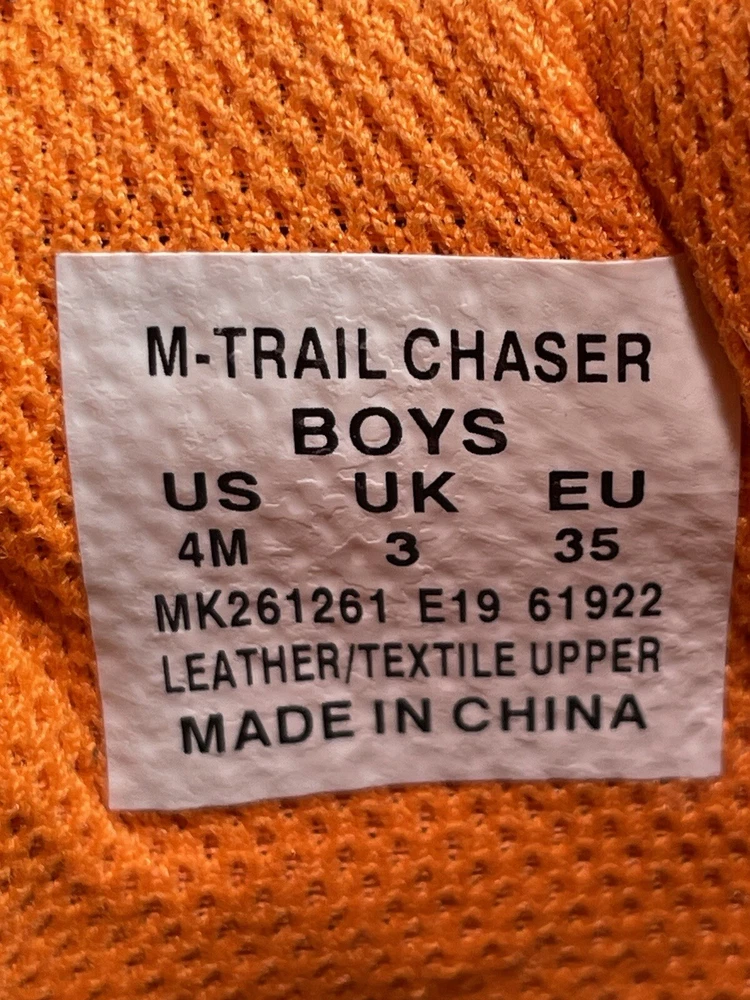 M-TRAIL CHASER
BOYS
US UK EU
4M 3 35
MK261261 E19 61922
LEATHER/TEXTILE UPPER
MADE IN CHINA